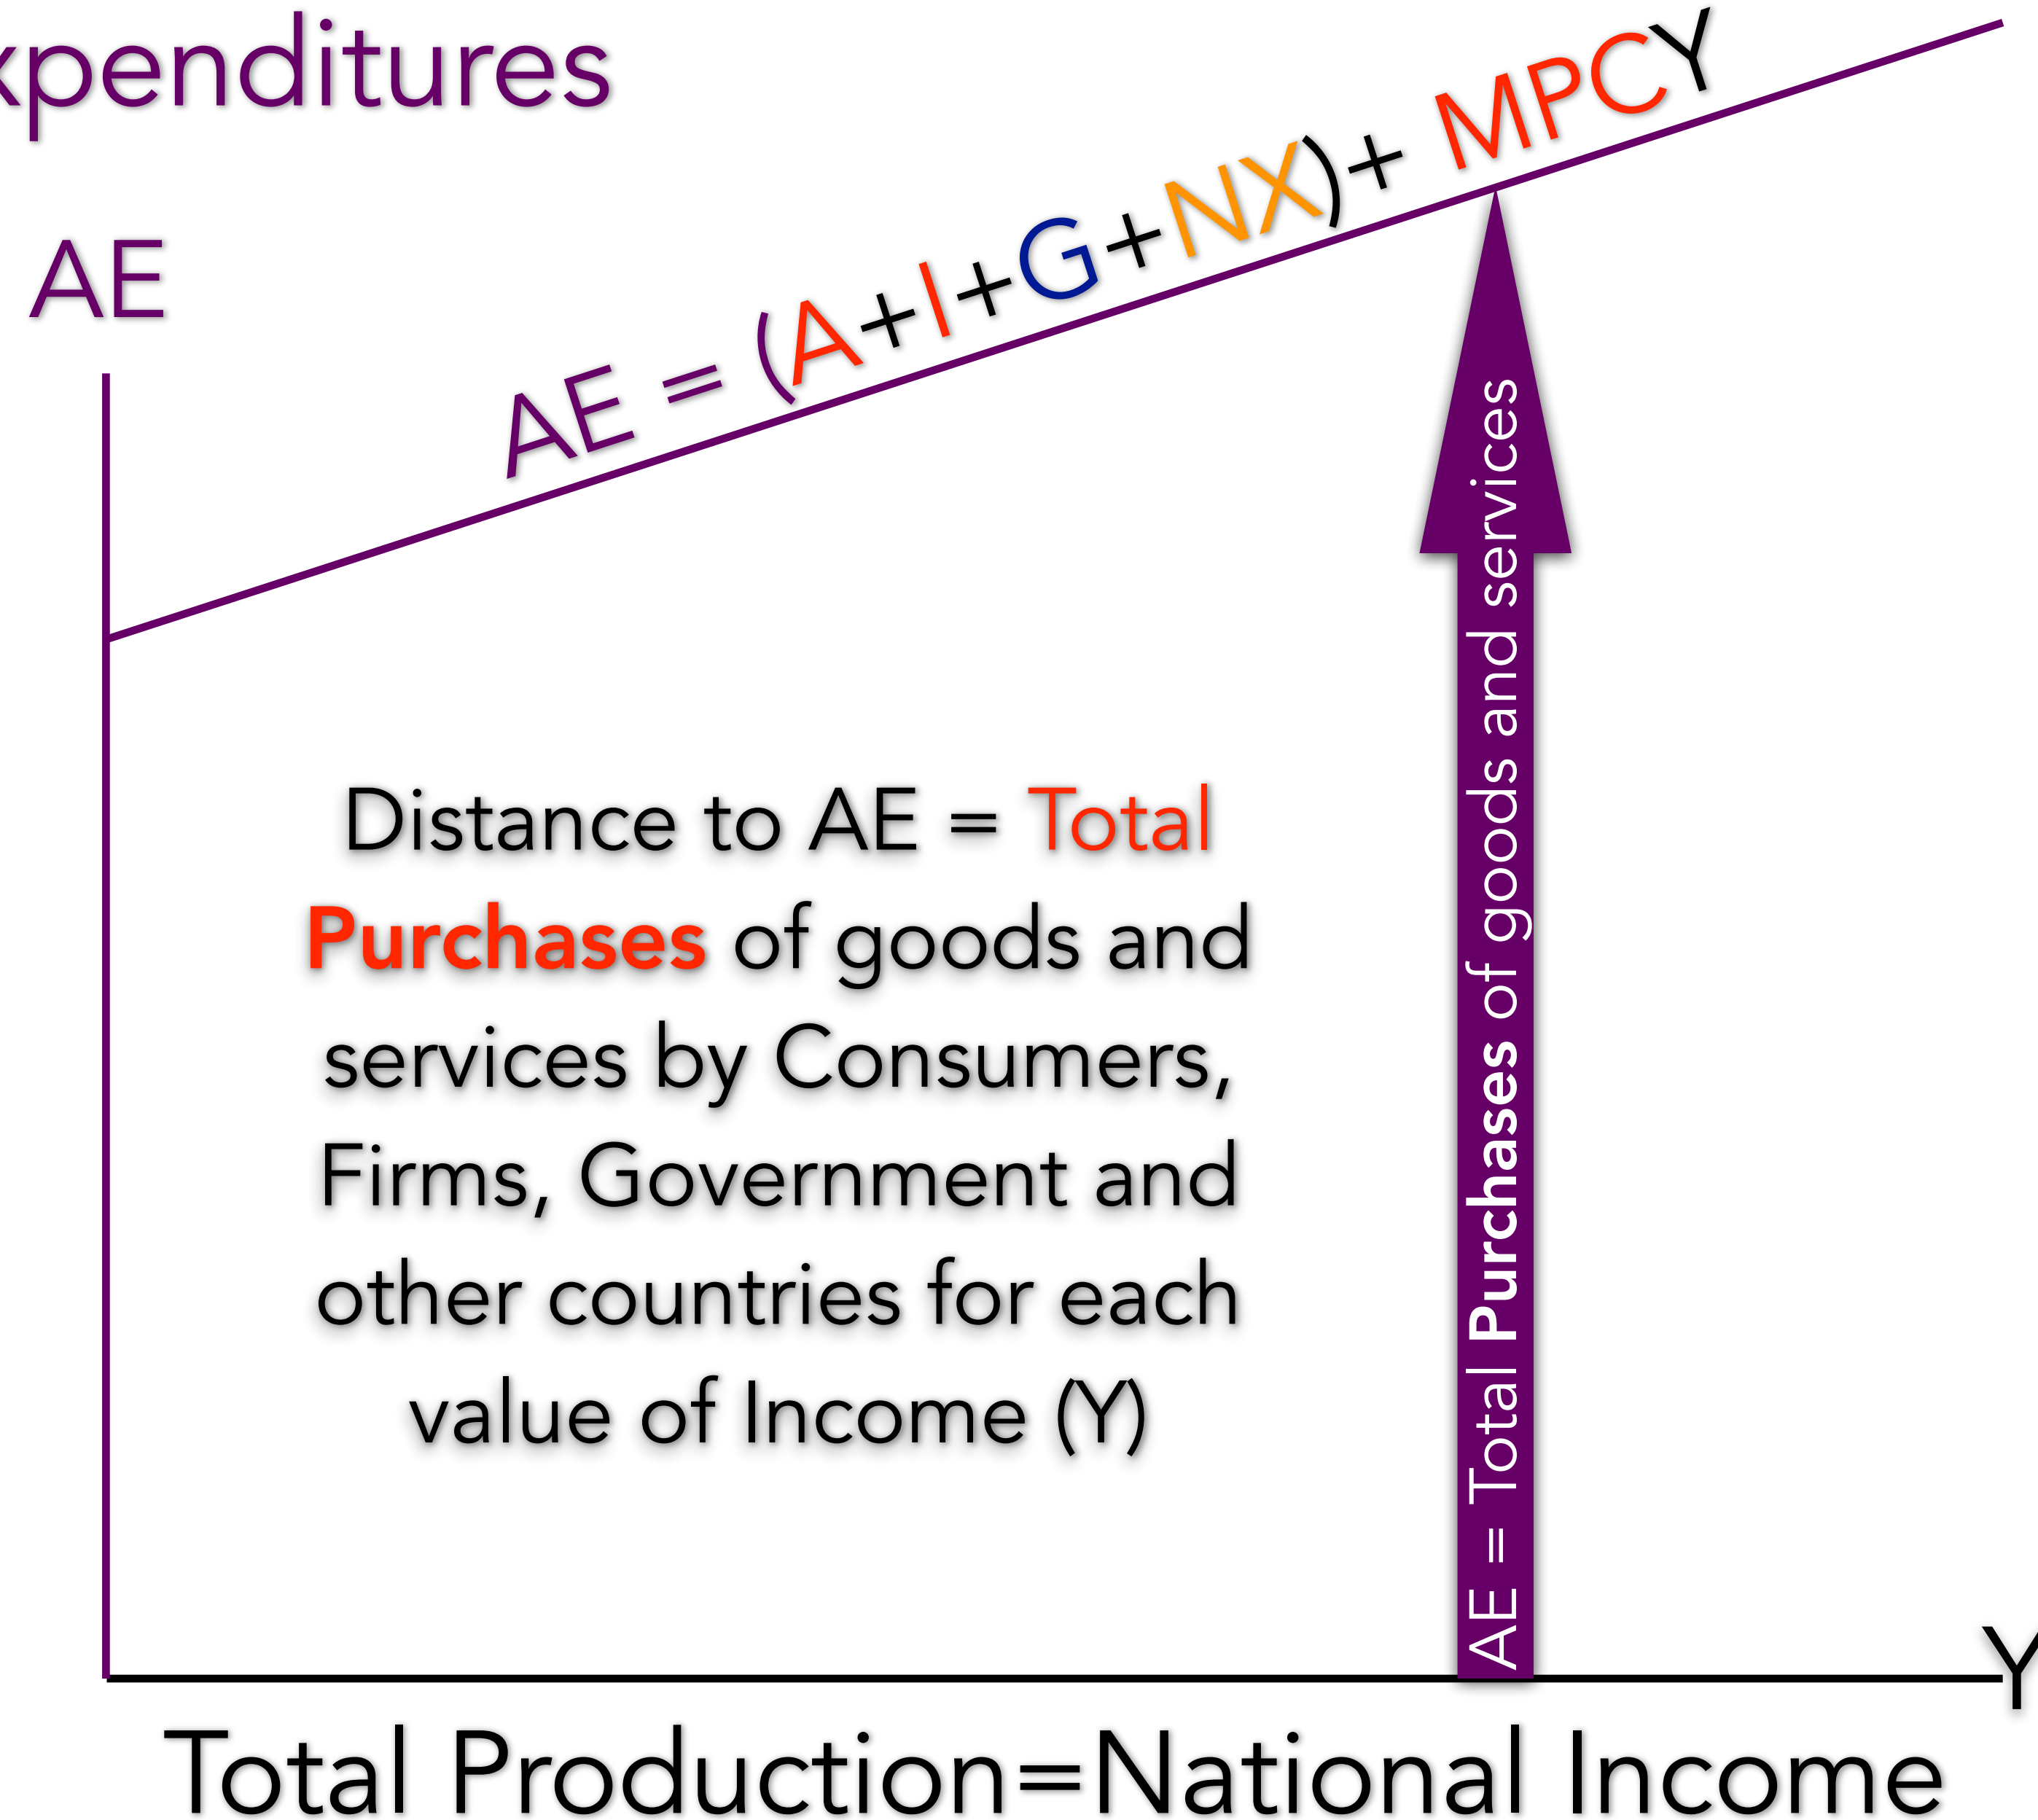 xpenditures
AE
AE = (A+I+G+NX)+ MPCY
Distance to AE = Total
Purchases of goods and
services by Consumers,
Firms, Government and
other countries for each
value of Income (Y)
AE = Total Purchases of goods and services
Y
Total Production=National Income